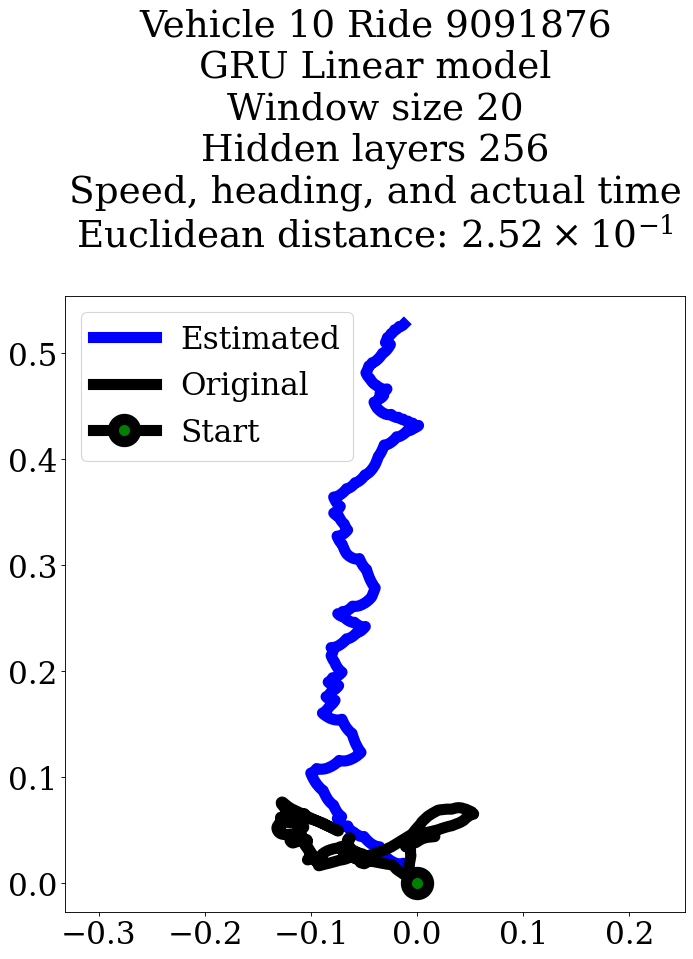 Vehicle 10 Ride 9091876
GRU Linear model
Window size 20
Hidden layers 256
Speed, heading, and actual time
Euclidean distance: 2.52 × 10⁻¹
Estimated
Original
Start
0.5
0.4
0.3
0.2
0.1
0.0
−0.3 −0.2 −0.1 0.0 0.1 0.2